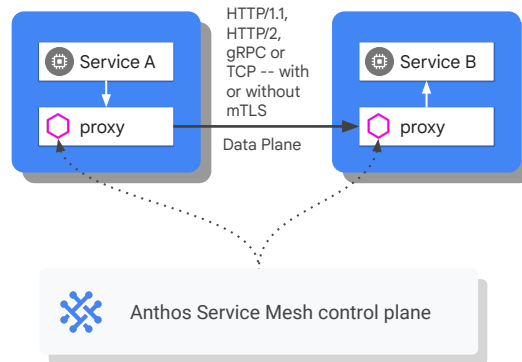 HTTP/1.1,
HTTP/2,
gRPC or
TCP -- with
or without
mTLS
Service A
Service B
proxy
proxy
Data Plane
Anthos Service Mesh control plane